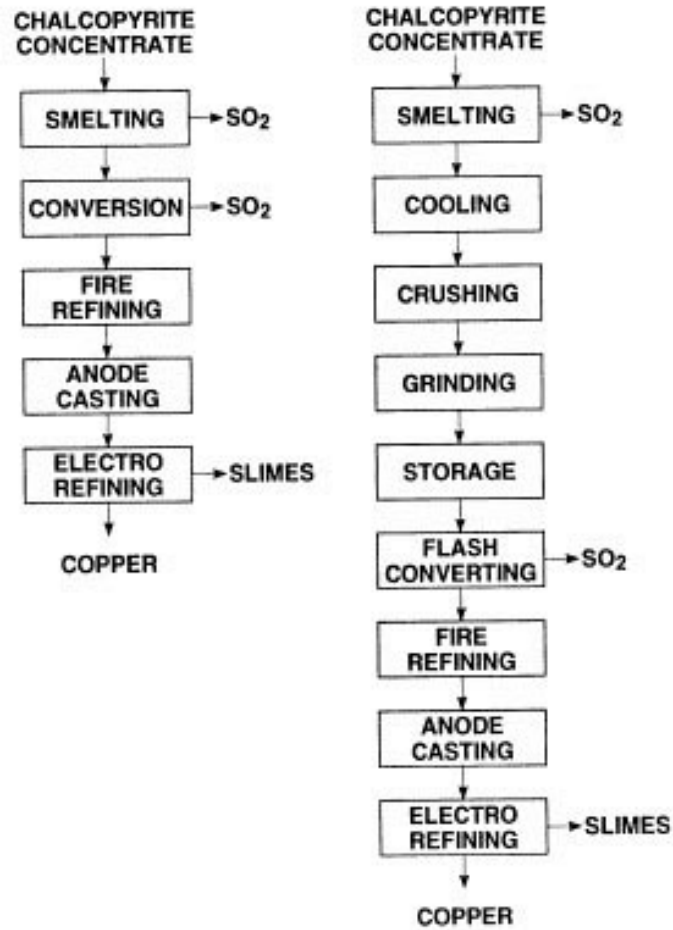 CHALCOPYRITE
CONCENTRATE
SMELTING
SO2
CONVERSION
SO2
FIRE
REFINING
ANODE
CASTING
ELECTRO
REFINING
SLIMES
COPPER
CHALCOPYRITE
CONCENTRATE
SMELTING
SO2
COOLING
CRUSHING
GRINDING
STORAGE
FLASH
CONVERTING
SO2
FIRE
REFINING
ANODE
CASTING
ELECTRO
REFINING
SLIMES
COPPER